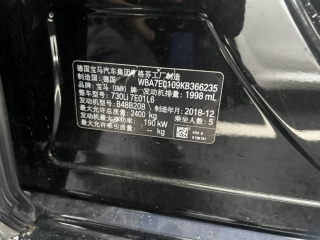 德国宝马汽车集团丁格芬工厂制造
制造国：德国 WBA7E0109KB366235
品牌：宝马（BMW）牌 发动机排量：1998 mL
整车型号：730Li 7E01L6
发动机型号：B48B20B 制造年月：2018-12
最大允许总质量：2400 kg 乘坐人数：5
发动机最大净功率：190 kW
最大允许牵引质量：- kg